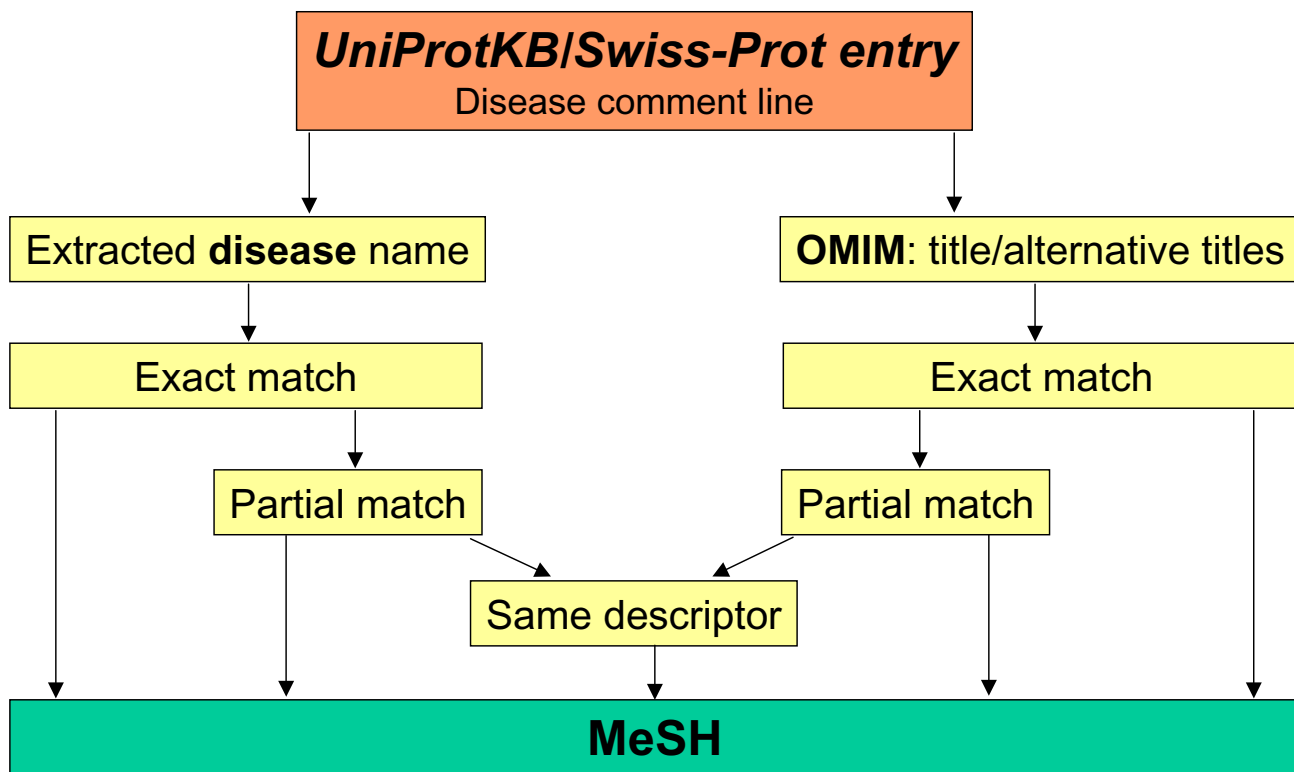 UniProtKB/Swiss-Prot entry
Disease comment line
Extracted disease name
OMIM: title/alternative titles
Exact match
Exact match
Partial match
Partial match
Same descriptor
MeSH